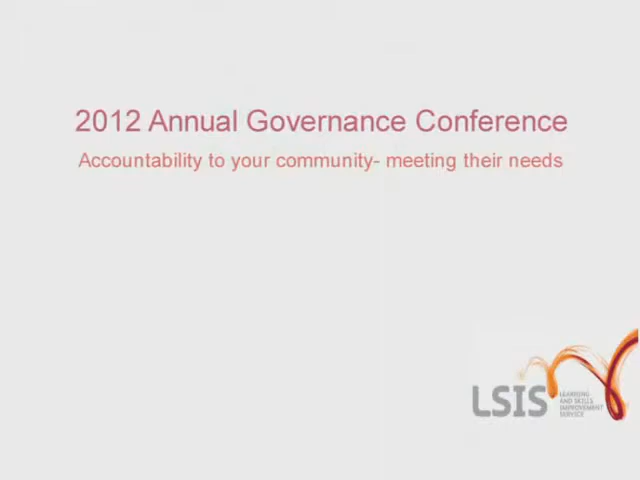 2012 Annual Governance Conference
Accountability to your community- meeting their needs
LSIS
LEARNING
AND SKILLS
IMPROVEMENT
SERVICE